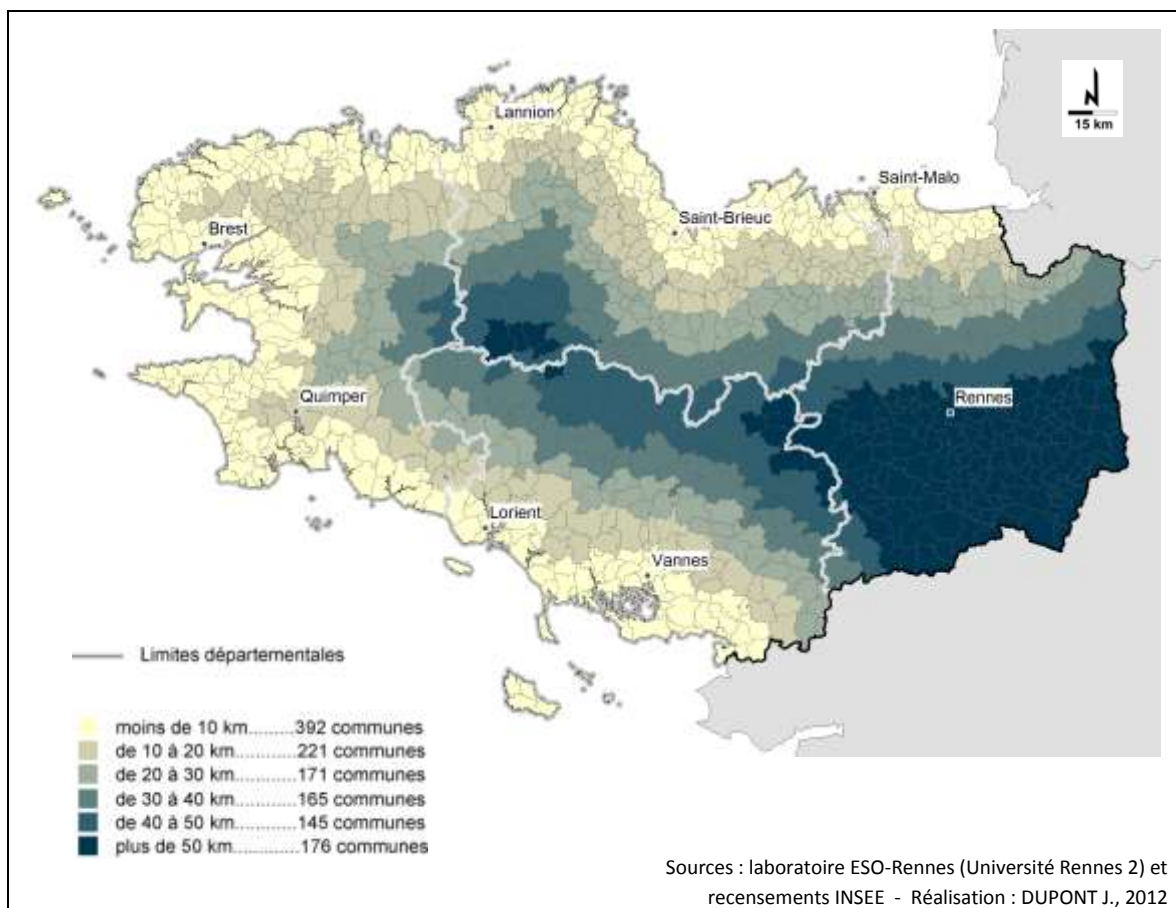 15 km
Lannion
Saint-Malo
Saint-Brieuc
Brest
Rennes
Quimper
Lorient
Vannes
Limites départementales
moins de 10 km.........392 communes
de 10 à 20 km............221 communes
de 20 à 30 km............171 communes
de 30 à 40 km............165 communes
de 40 à 50 km............145 communes
plus de 50 km.............176 communes
Sources : laboratoire ESO-Rennes (Université Rennes 2) et
recensements INSEE - Réalisation : DUPONT J., 2012